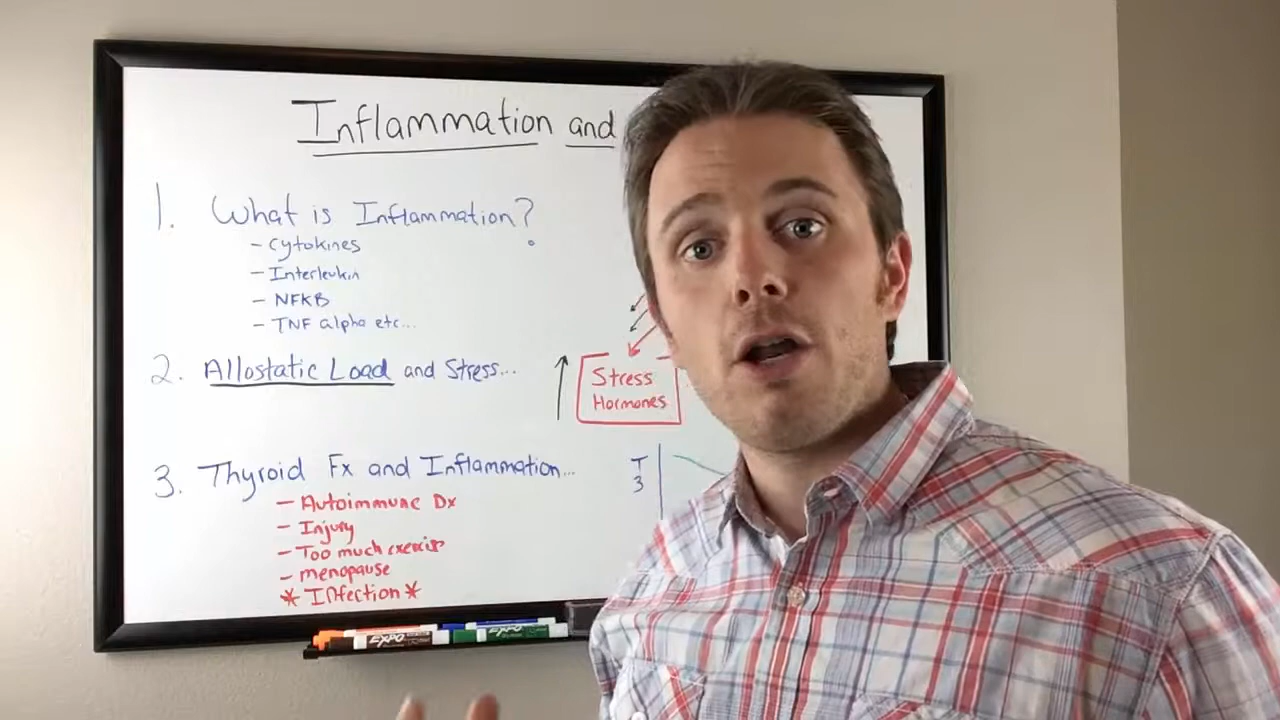 Inflammation and
1. What is Inflammation?
- Cytokines
- Interleukin
- NFKB
- TNF alpha etc...
2. Allostatic Load and Stress...
Stress
Hormones
3. Thyroid Fx and Inflammation...
- Autoimmune Dx
- Injury
- Too much exercise
- menopause
* Infection *
T
3
EXPO